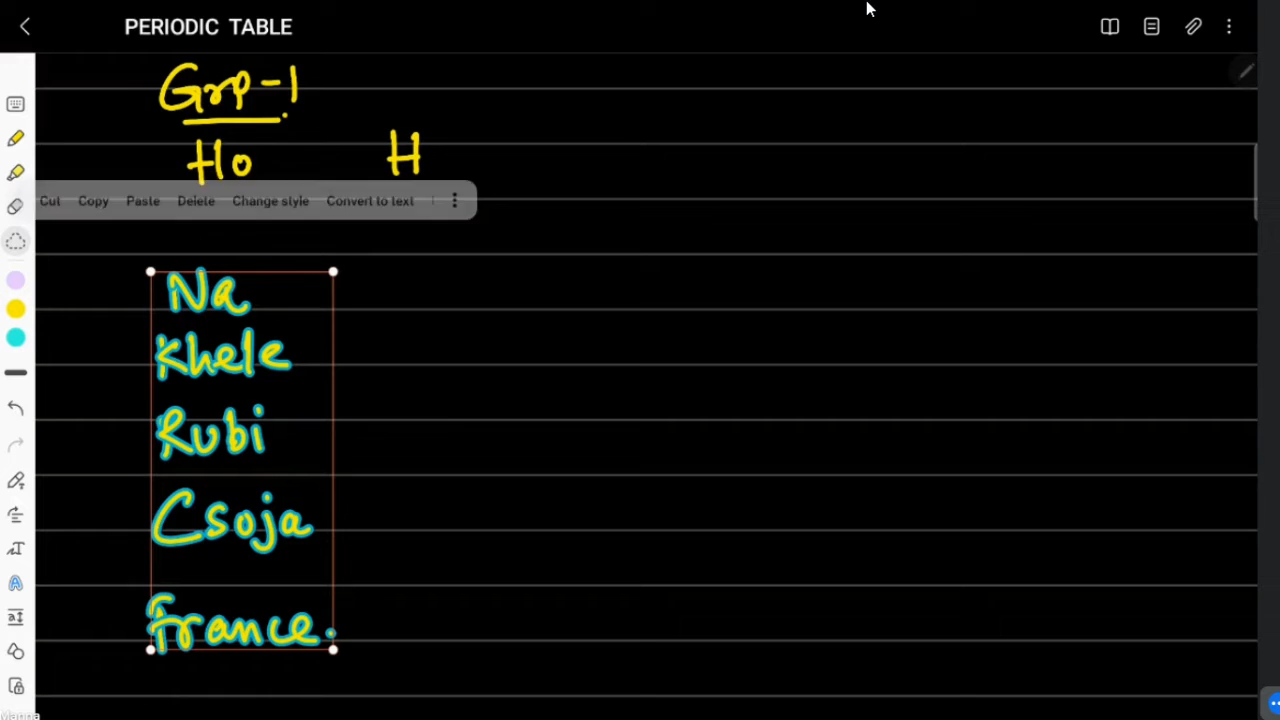 PERIODIC TABLE
Grp-1
Ho H
Cut Copy Paste Delete Change style Convert to text
Na
Khele
Rubi
Csoja
France.